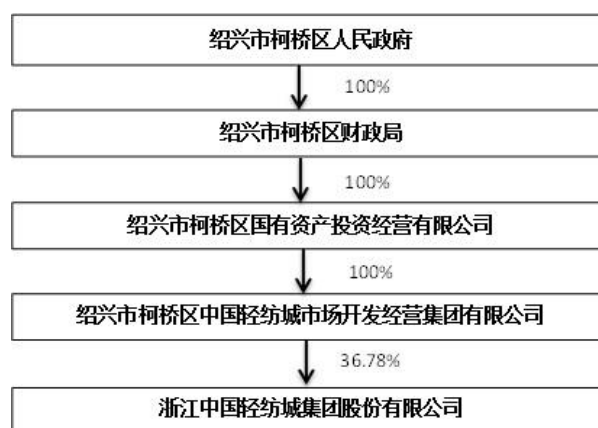 绍兴市柯桥区人民政府
100%
绍兴市柯桥区财政局
100%
绍兴市柯桥区国有资产投资经营有限公司
100%
绍兴市柯桥区中国轻纺城市场开发经营集团有限公司
36.78%
浙江中国轻纺城集团股份有限公司